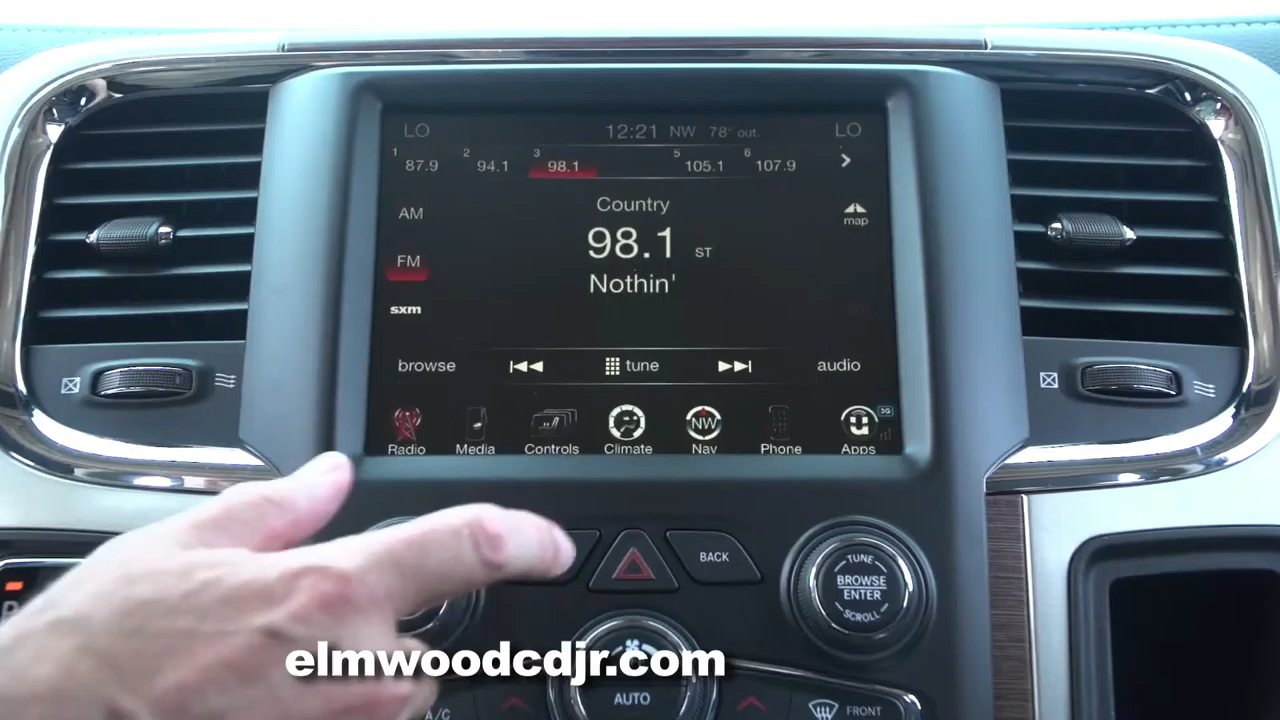 LO 12:21 NW 78° out. LO
1 87.9 2 94.1 3 98.1 5 105.1 6 107.9
Country
AM
map
98.1 ST
FM
Nothin'
sxm
browse tune audio
3G
NW
Radio Media Controls Climate Nav Phone Apps
BACK
TUNE
BROWSE
ENTER
SCROLL
elmwoodcdjr.com
AUTO
A/C
FRONT